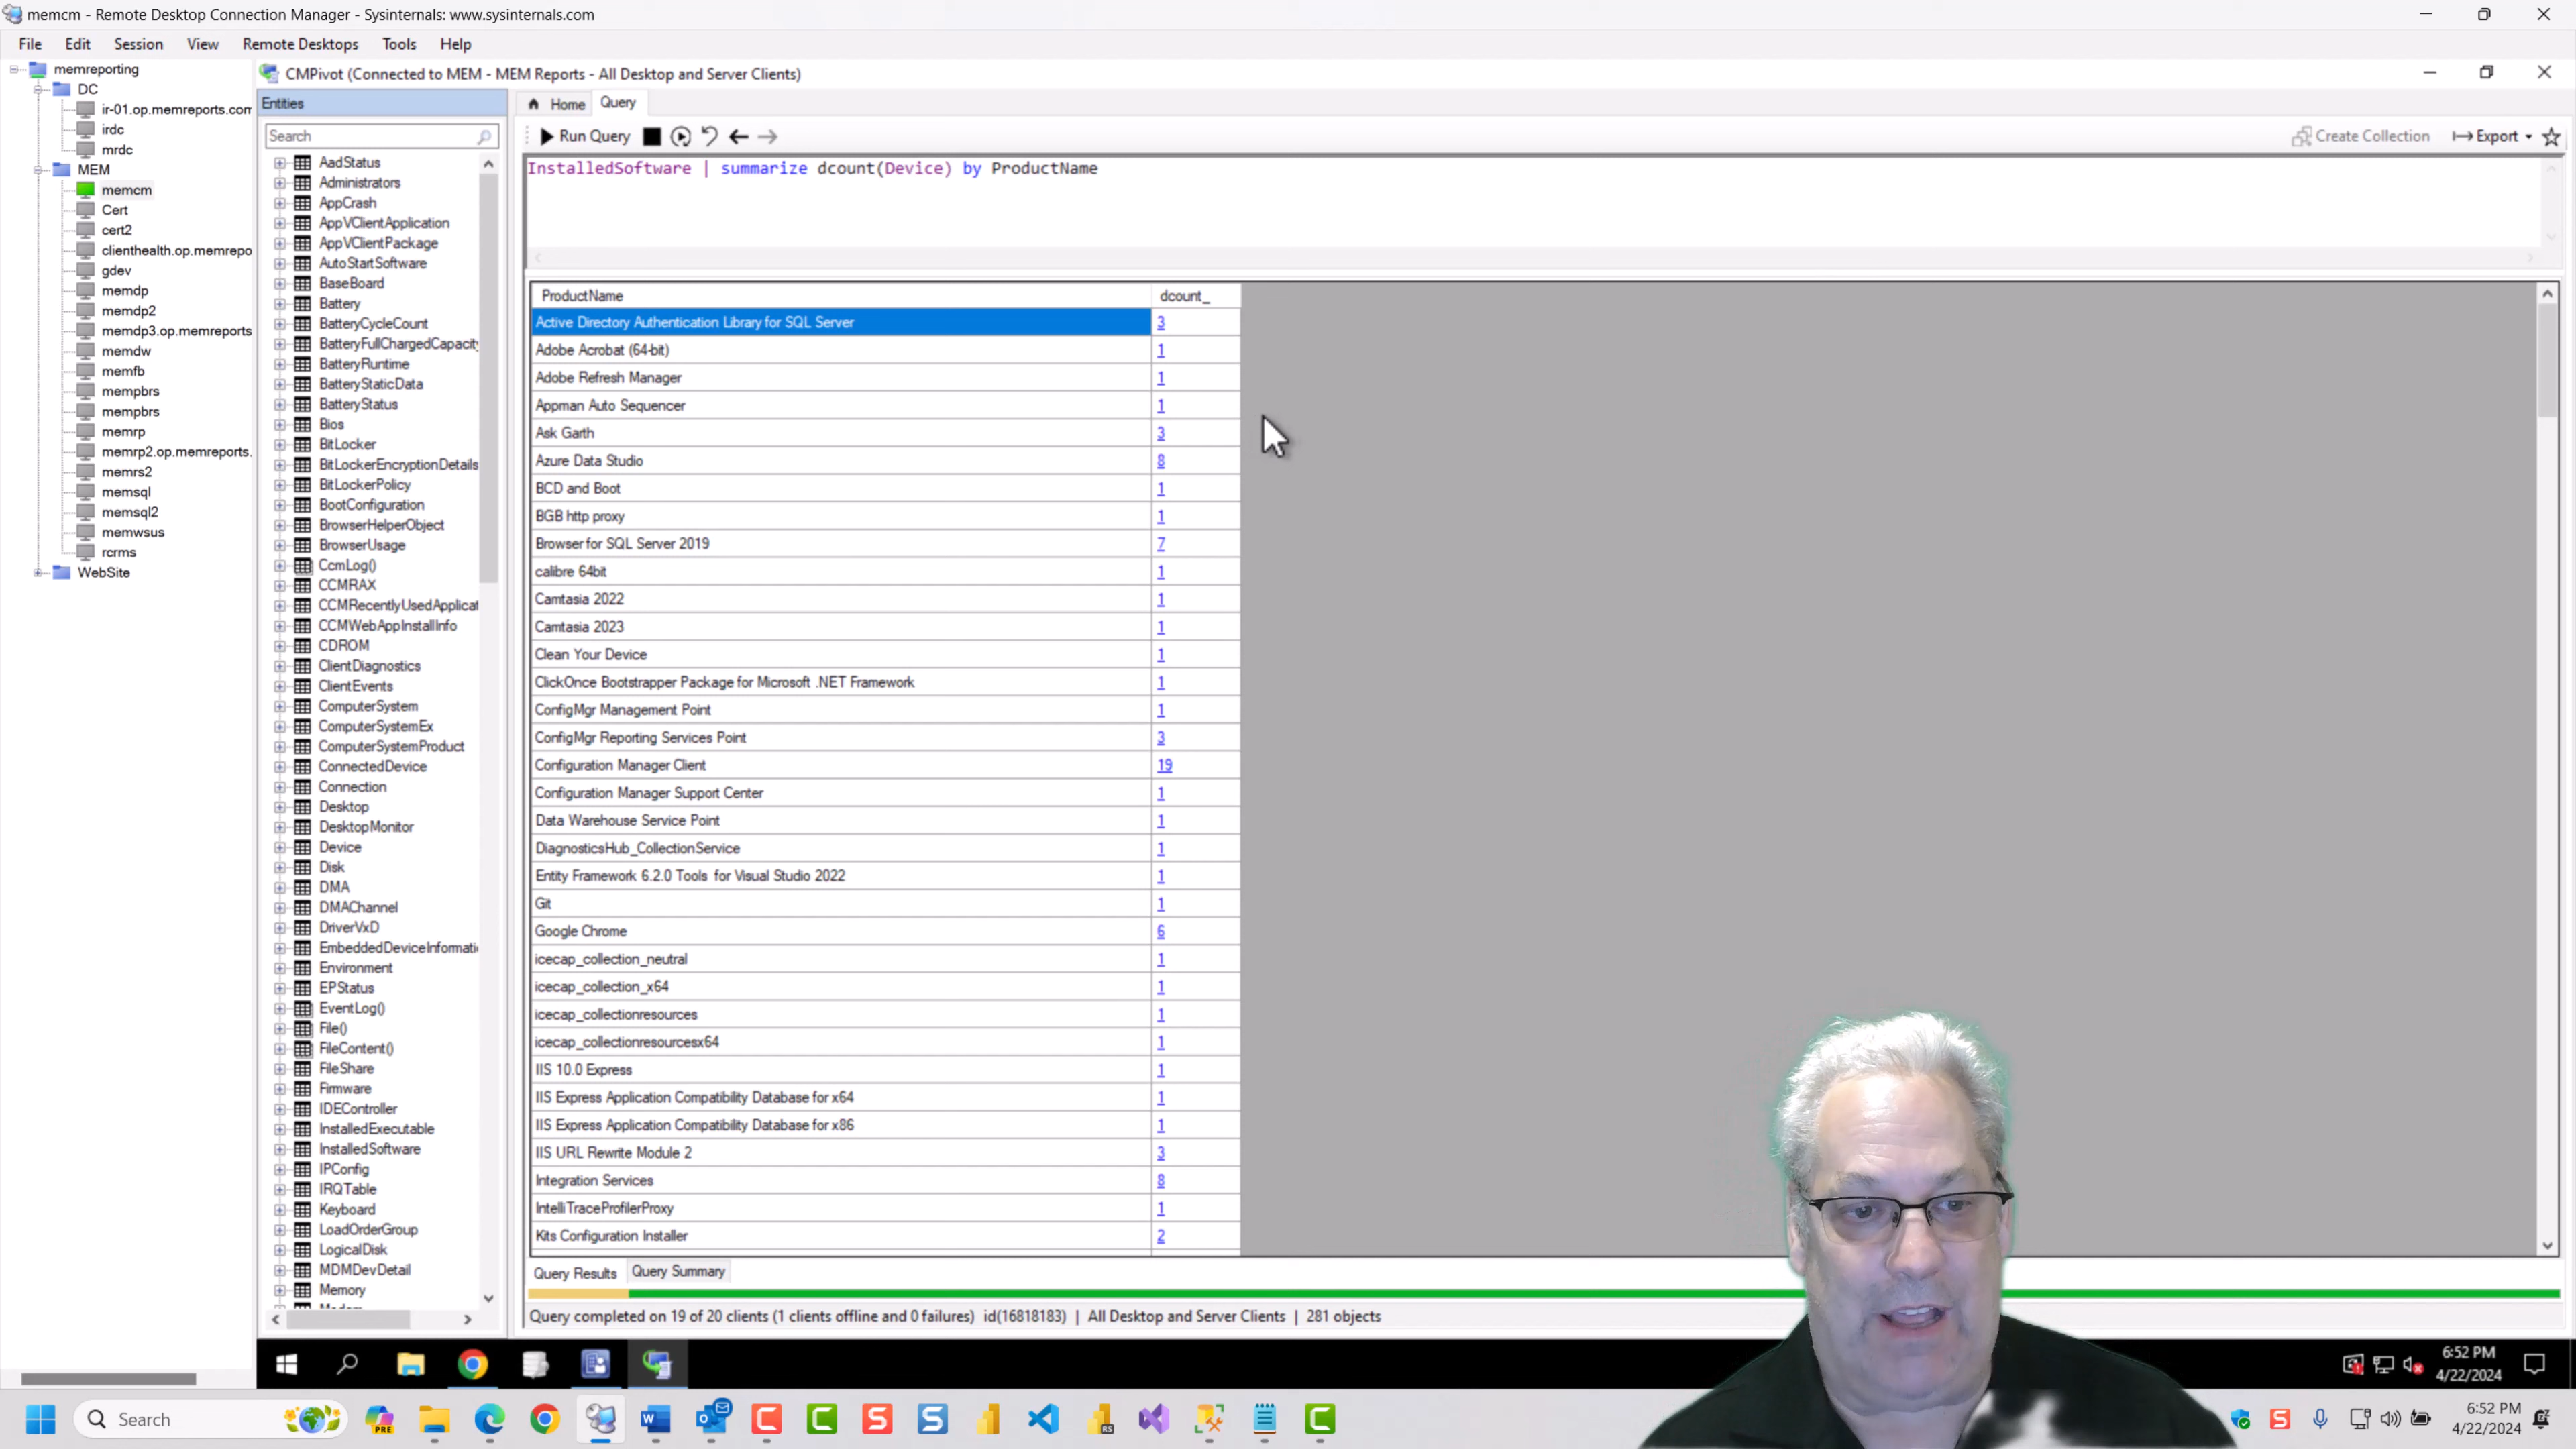 memcm - Remote Desktop Connection Manager - Sysinternals: www.sysinternals.com
File Edit Session View Remote Desktops Tools Help
memreporting
DC
ir-01.op.memreports.com
irdc
mrdc
MEM
memcm
Cert
cert2
clienthealth.op.memrepo
gdev
memdp
memdp2
memdp3.op.memreports
memdw
memfb
mempbrs
mempbrs
memrp
memrp2.op.memreports.
memrs2
memsql
memsql2
memwsus
rcrms
WebSite
CMPivot (Connected to MEM - MEM Reports - All Desktop and Server Clients)
Entities
Search
AadStatus
Administrators
AppCrash
AppVClientApplication
AppVClientPackage
AutoStartSoftware
BaseBoard
Battery
BatteryCycleCount
BatteryFullChargedCapacity
BatteryRuntime
BatteryStaticData
BatteryStatus
Bios
BitLocker
BitLockerEncryptionDetails
BitLockerPolicy
BootConfiguration
BrowserHelperObject
BrowserUsage
CcmLog()
CCMRAX
CCMRecentlyUsedApplicat
CCMWebAppInstallInfo
CDROM
ClientDiagnostics
ClientEvents
ComputerSystem
ComputerSystemEx
ComputerSystemProduct
ConnectedDevice
Connection
Desktop
DesktopMonitor
Device
Disk
DMA
DMAChannel
DriverVxD
EmbeddedDeviceInformati
Environment
EPStatus
EventLog()
File()
FileContent()
FileShare
Firmware
IDEController
InstalledExecutable
InstalledSoftware
IPConfig
IRQTable
Keyboard
LoadOrderGroup
LogicalDisk
MDMDevDetail
Memory
Home Query
Run Query Create Collection Export
InstalledSoftware | summarize dcount(Device) by ProductName
ProductName dcount_
Active Directory Authentication Library for SQL Server 3
Adobe Acrobat (64-bit) 1
Adobe Refresh Manager 1
Appman Auto Sequencer 1
Ask Garth 3
Azure Data Studio 8
BCD and Boot 1
BGB http proxy 1
Browser for SQL Server 2019 7
calibre 64bit 1
Camtasia 2022 1
Camtasia 2023 1
Clean Your Device 1
ClickOnce Bootstrapper Package for Microsoft .NET Framework 1
ConfigMgr Management Point 1
ConfigMgr Reporting Services Point 3
Configuration Manager Client 19
Configuration Manager Support Center 1
Data Warehouse Service Point 1
DiagnosticsHub_CollectionService 1
Entity Framework 6.2.0 Tools for Visual Studio 2022 1
Git 1
Google Chrome 6
icecap_collection_neutral 1
icecap_collection_x64 1
icecap_collectionresources 1
icecap_collectionresourcesx64 1
IIS 10.0 Express 1
IIS Express Application Compatibility Database for x64 1
IIS Express Application Compatibility Database for x86 1
IIS URL Rewrite Module 2 3
Integration Services 8
IntelliTraceProfilerProxy 1
Kits Configuration Installer 2
Query Results Query Summary
Query completed on 19 of 20 clients (1 clients offline and 0 failures) id(16818183) | All Desktop and Server Clients | 281 objects
6:52 PM
4/22/2024
Search
6:52 PM
4/22/2024